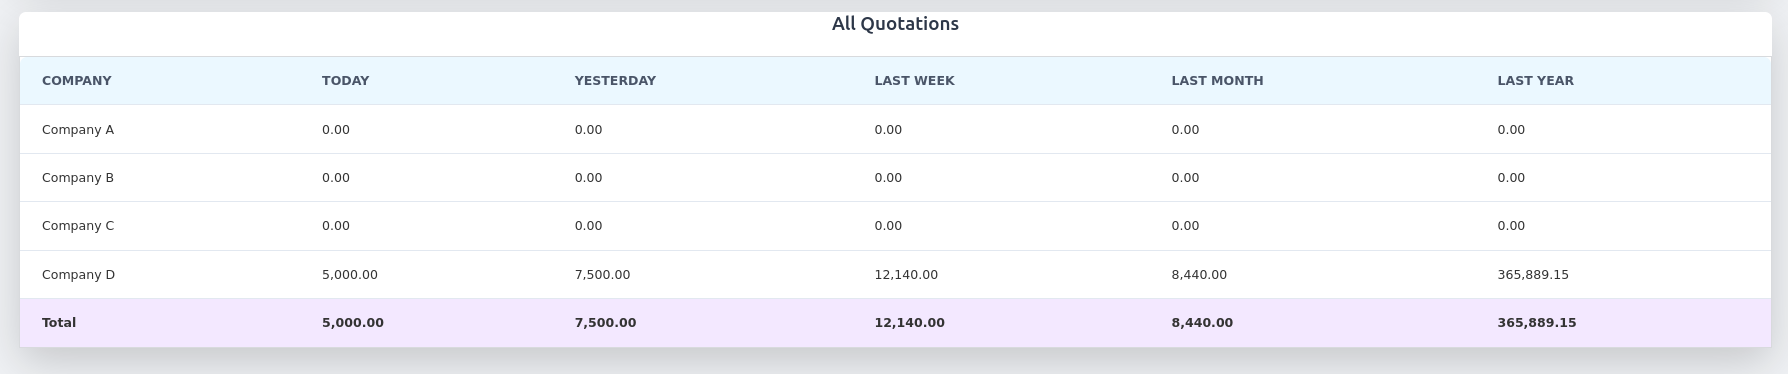 All Quotations
COMPANY TODAY YESTERDAY LAST WEEK LAST MONTH LAST YEAR
Company A 0.00 0.00 0.00 0.00 0.00
Company B 0.00 0.00 0.00 0.00 0.00
Company C 0.00 0.00 0.00 0.00 0.00
Company D 5,000.00 7,500.00 12,140.00 8,440.00 365,889.15
Total 5,000.00 7,500.00 12,140.00 8,440.00 365,889.15